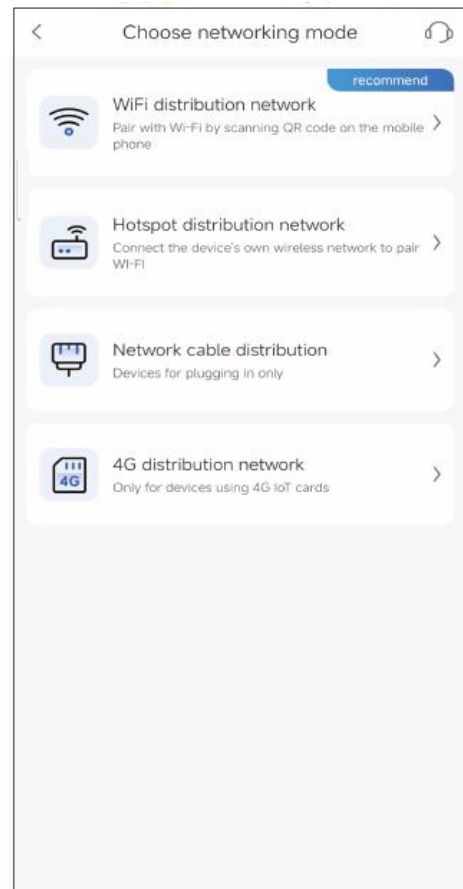 Choose networking mode
recommend
WiFi distribution network
Pair with Wi-Fi by scanning QR code on the mobile
phone
Hotspot distribution network
Connect the device's own wireless network to pair
WI-FI
Network cable distribution
Devices for plugging in only
4G distribution network
4G
Only for devices using 4G IoT cards